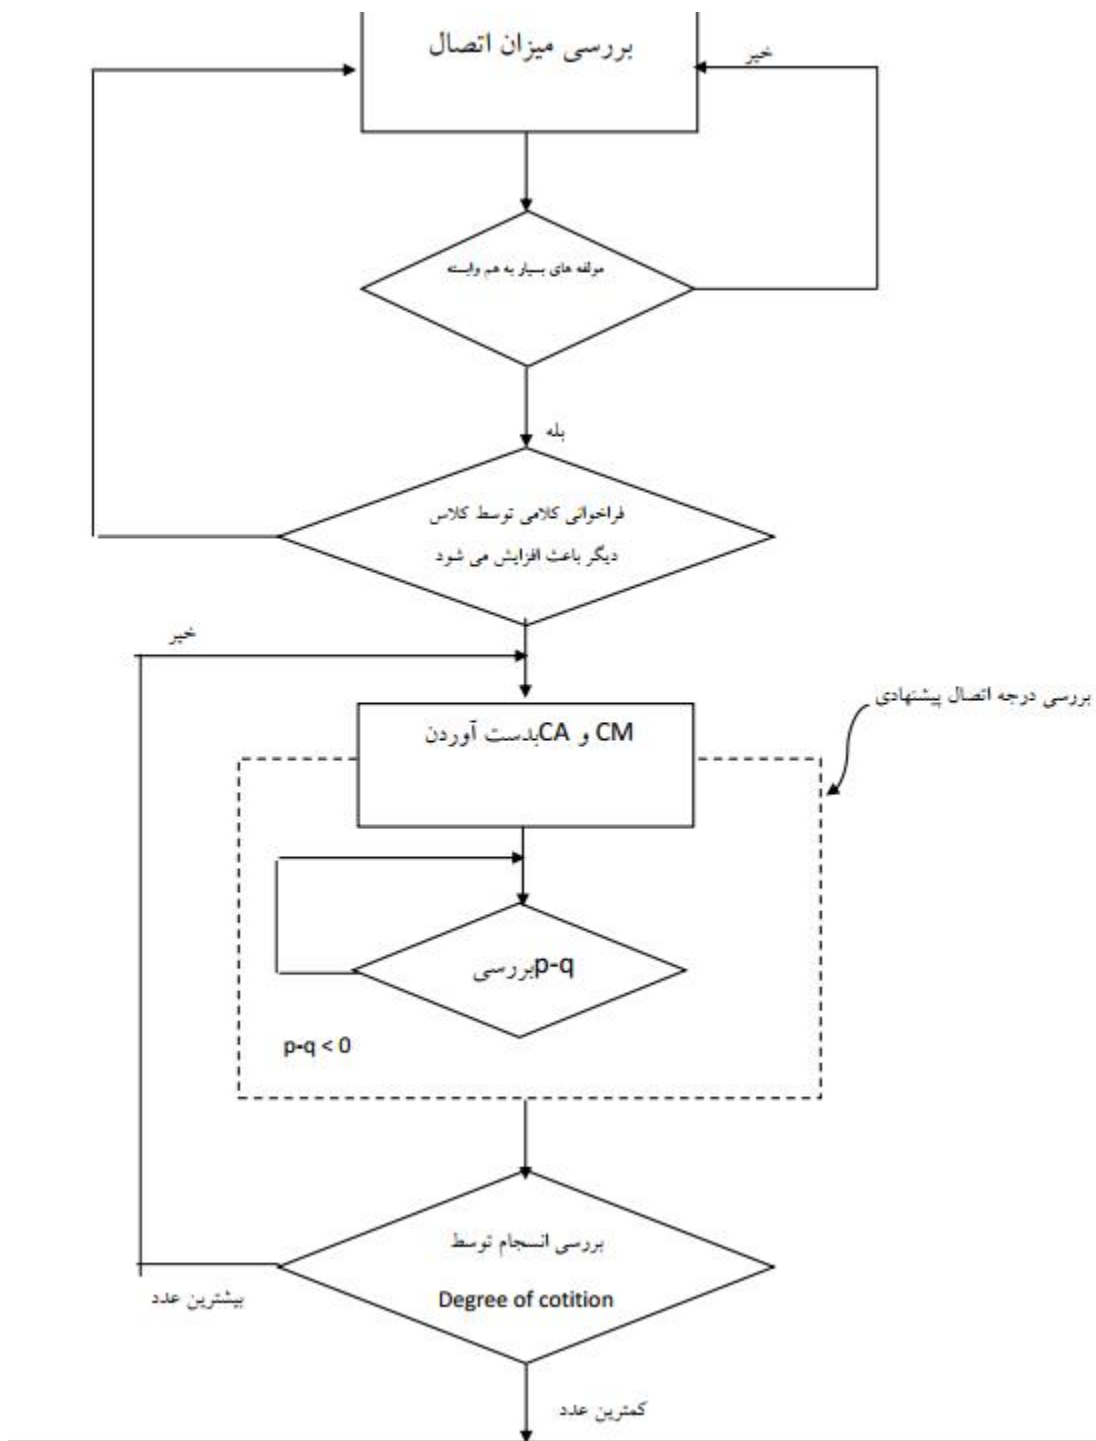 بررسی میزان اتصال
خیر
مولفه های بسیار به هم وابسته
بله
فراخوانی کلامی توسط کلاس
دیگر باعث افزایش می شود
خیر
بررسی درجه اتصال پیشنهادی
CM و CAبدست آوردن
p-qبررسی
p-q < 0
بررسی انسجام توسط
Degree of cotition
بیشترین عدد
کمترین عدد